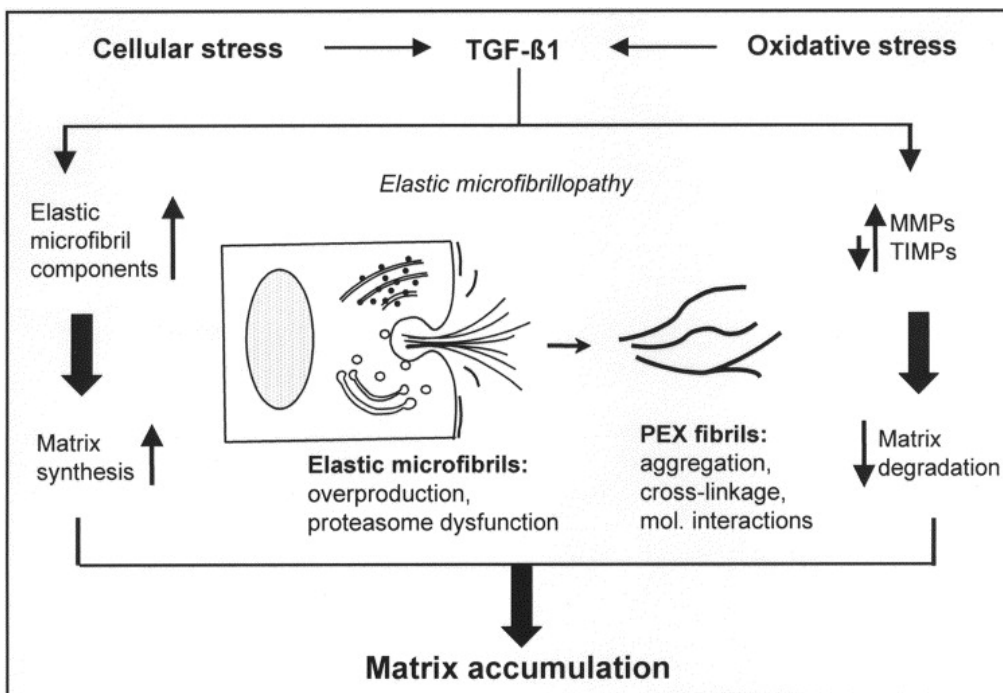 Cellular stress
TGF-ß1
Oxidative stress
Elastic microfibrillopathy
Elastic
microfibril
components
MMPs
TIMPs
Matrix
synthesis
Elastic microfibrils:
overproduction,
proteasome dysfunction
PEX fibrils:
aggregation,
cross-linkage,
mol. interactions
Matrix
degradation
Matrix accumulation